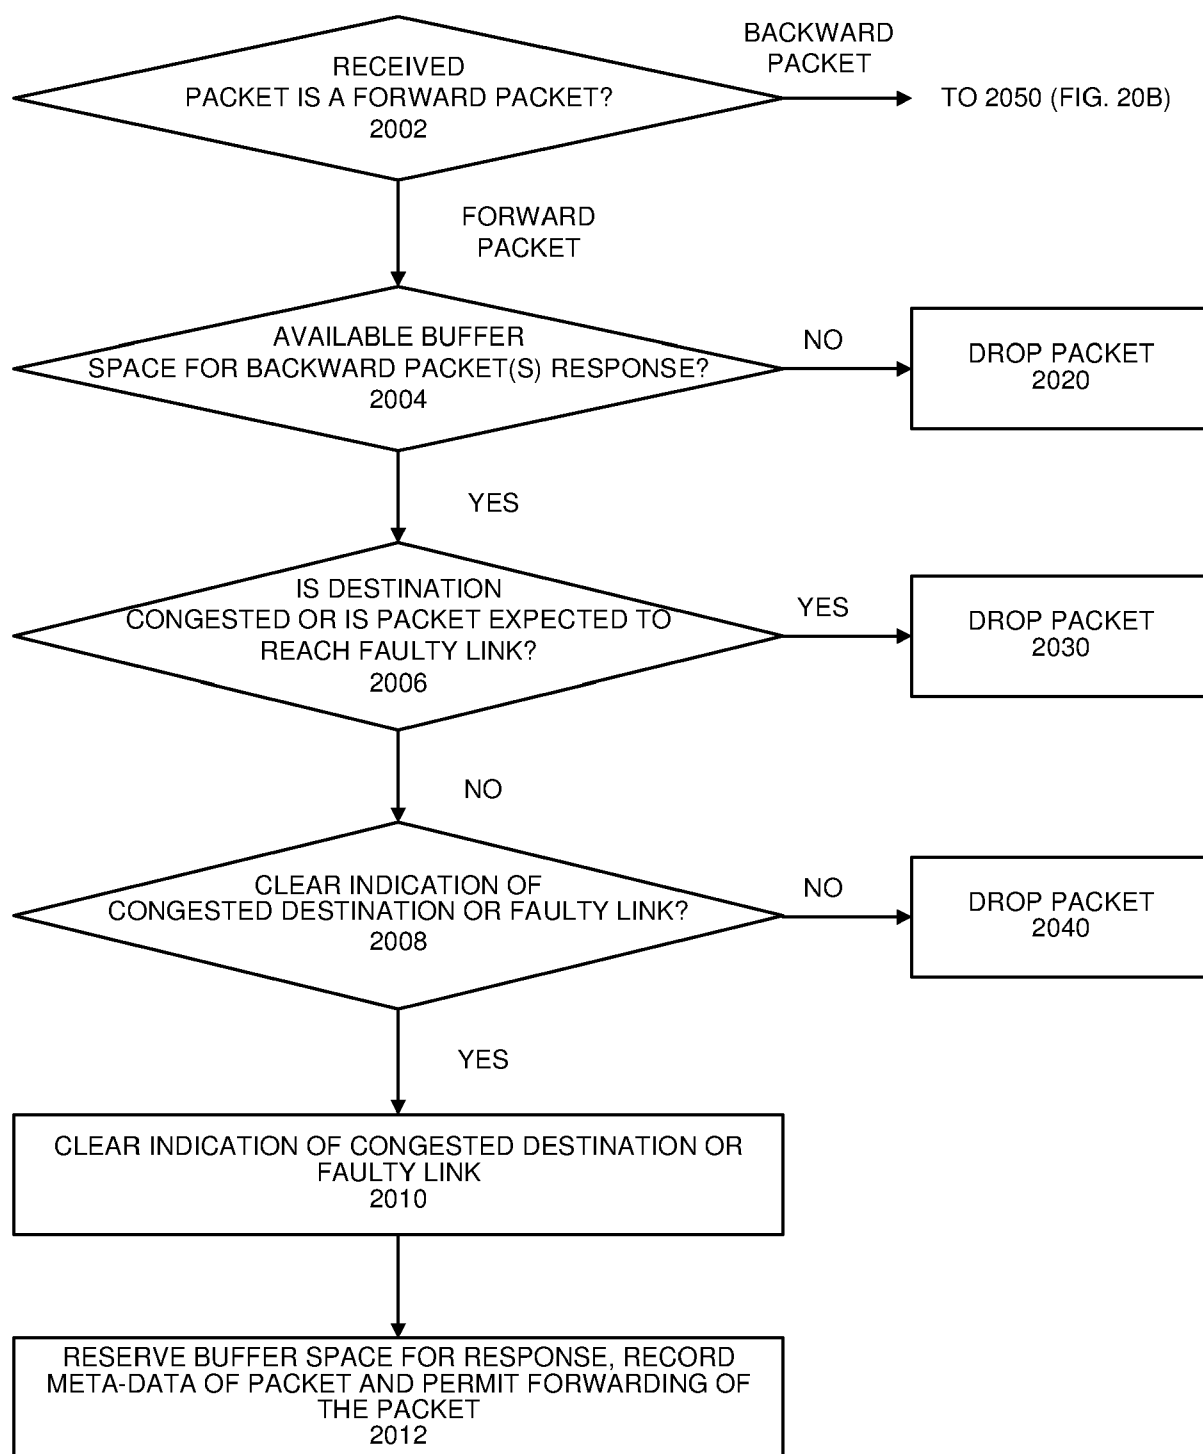 RECEIVED
PACKET IS A FORWARD PACKET?
2002
BACKWARD
PACKET
TO 2050 (FIG. 20B)
FORWARD
PACKET
AVAILABLE BUFFER
SPACE FOR BACKWARD PACKET(S) RESPONSE?
2004
NO
DROP PACKET
2020
YES
IS DESTINATION
CONGESTED OR IS PACKET EXPECTED TO
REACH FAULTY LINK?
2006
YES
DROP PACKET
2030
NO
CLEAR INDICATION OF
CONGESTED DESTINATION OR FAULTY LINK?
2008
NO
DROP PACKET
2040
YES
CLEAR INDICATION OF CONGESTED DESTINATION OR
FAULTY LINK
2010
RESERVE BUFFER SPACE FOR RESPONSE, RECORD
META-DATA OF PACKET AND PERMIT FORWARDING OF
THE PACKET
2012